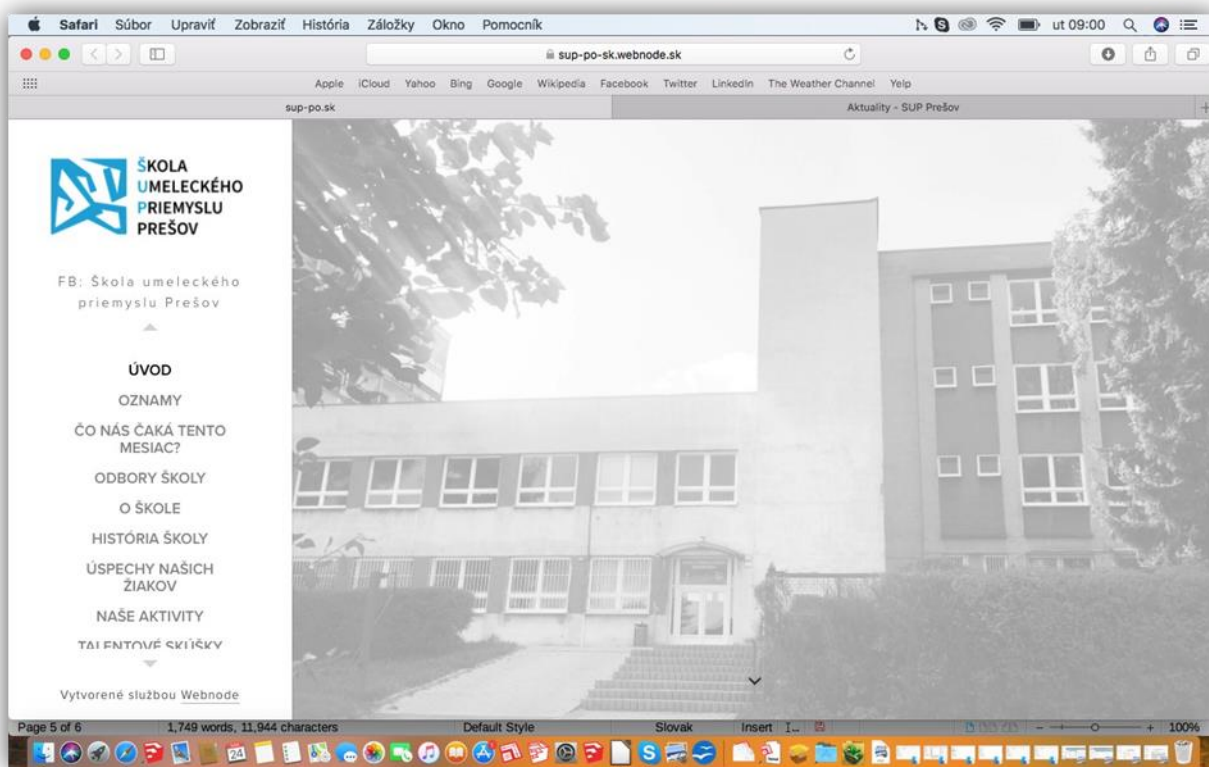 Safari Súbor Upraviť Zobraziť História Záložky Okno Pomocník ut 09:00
sup-po-sk.webnode.sk
Apple iCloud Yahoo Bing Google Wikipedia Facebook Twitter LinkedIn The Weather Channel Yelp
sup-po.sk Aktuality - SUP Prešov
ŠKOLA
UMELECKÉHO
PRIEMYSLU
PREŠOV
FB: Škola umeleckého
priemyslu Prešov
ÚVOD
OZNAMY
ČO NÁS ČAKÁ TENTO
MESIAC?
ODBORY ŠKOLY
O ŠKOLE
HISTÓRIA ŠKOLY
ÚSPECHY NAŠICH
ŽIAKOV
NAŠE AKTIVITY
TALENTOVÉ SKÚŠKY
Vytvorené službou Webnode
Page 5 of 6 1,749 words, 11,944 characters Default Style Slovak Insert 100%
24